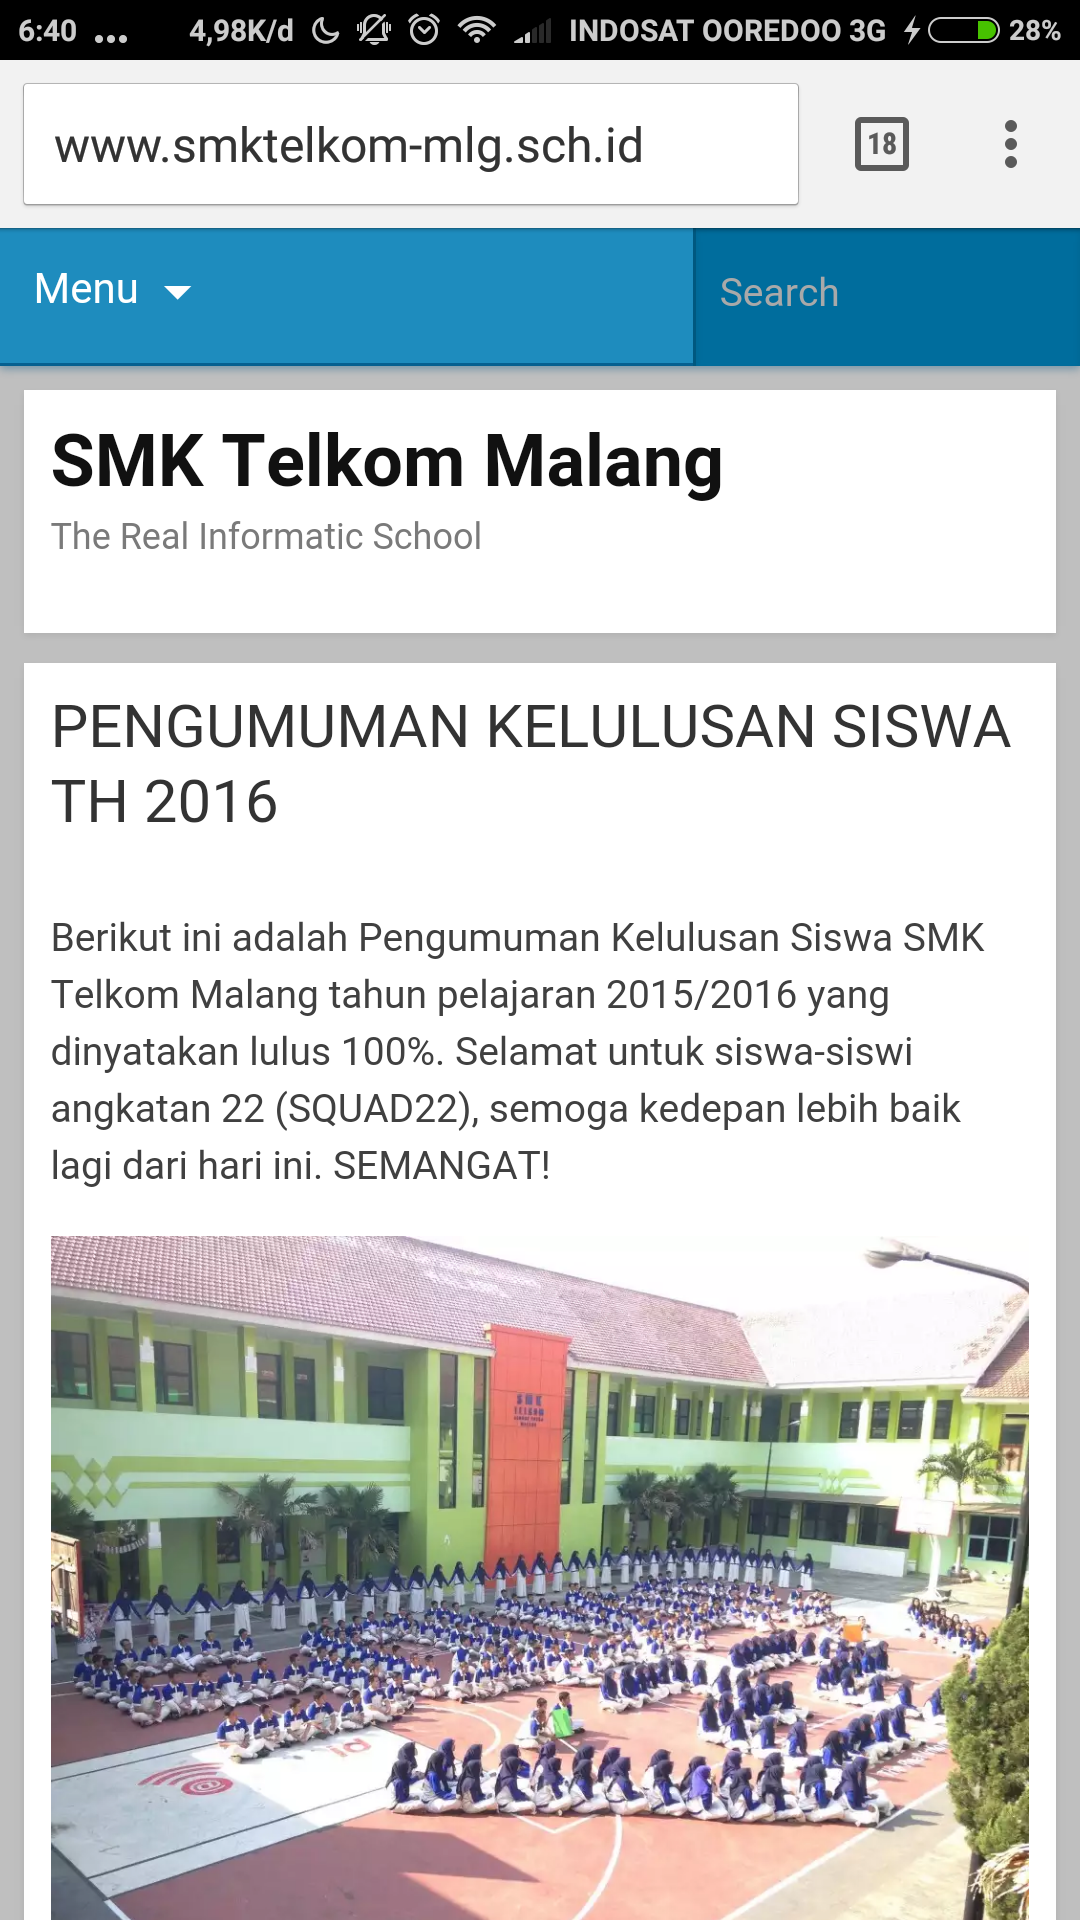 6:40 ... 4,98K/d INDOSAT OOREDOO 3G 28%
www.smktelkom-mlg.sch.id 18
Menu Search
SMK Telkom Malang
The Real Informatic School
PENGUMUMAN KELULUSAN SISWA
TH 2016
Berikut ini adalah Pengumuman Kelulusan Siswa SMK
Telkom Malang tahun pelajaran 2015/2016 yang
dinyatakan lulus 100%. Selamat untuk siswa-siswi
angkatan 22 (SQUAD22), semoga kedepan lebih baik
lagi dari hari ini. SEMANGAT!
SMK
TELKOM